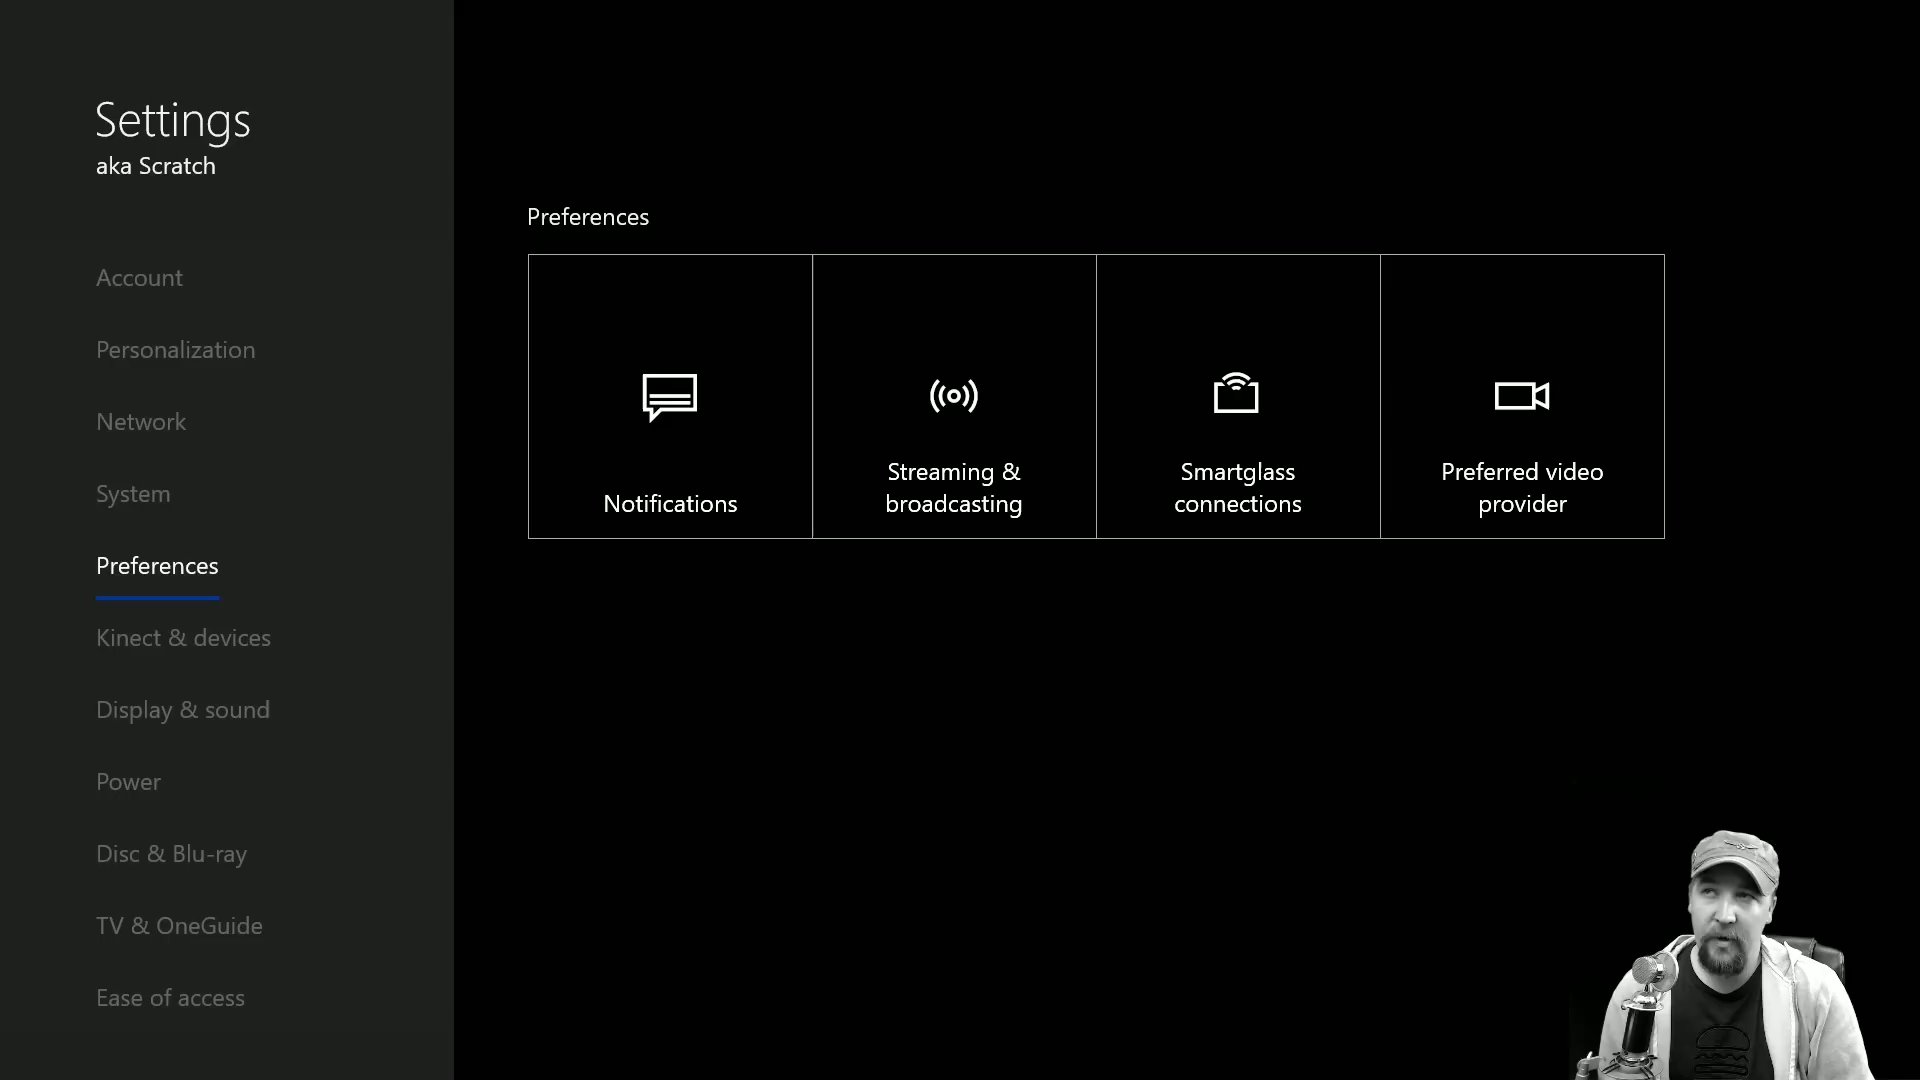 Settings
aka Scratch
Account
Personalization
Network
System
Preferences
Kinect & devices
Display & sound
Power
Disc & Blu-ray
TV & OneGuide
Ease of access
Preferences
Notifications
Streaming &
broadcasting
Smartglass
connections
Preferred video
provider